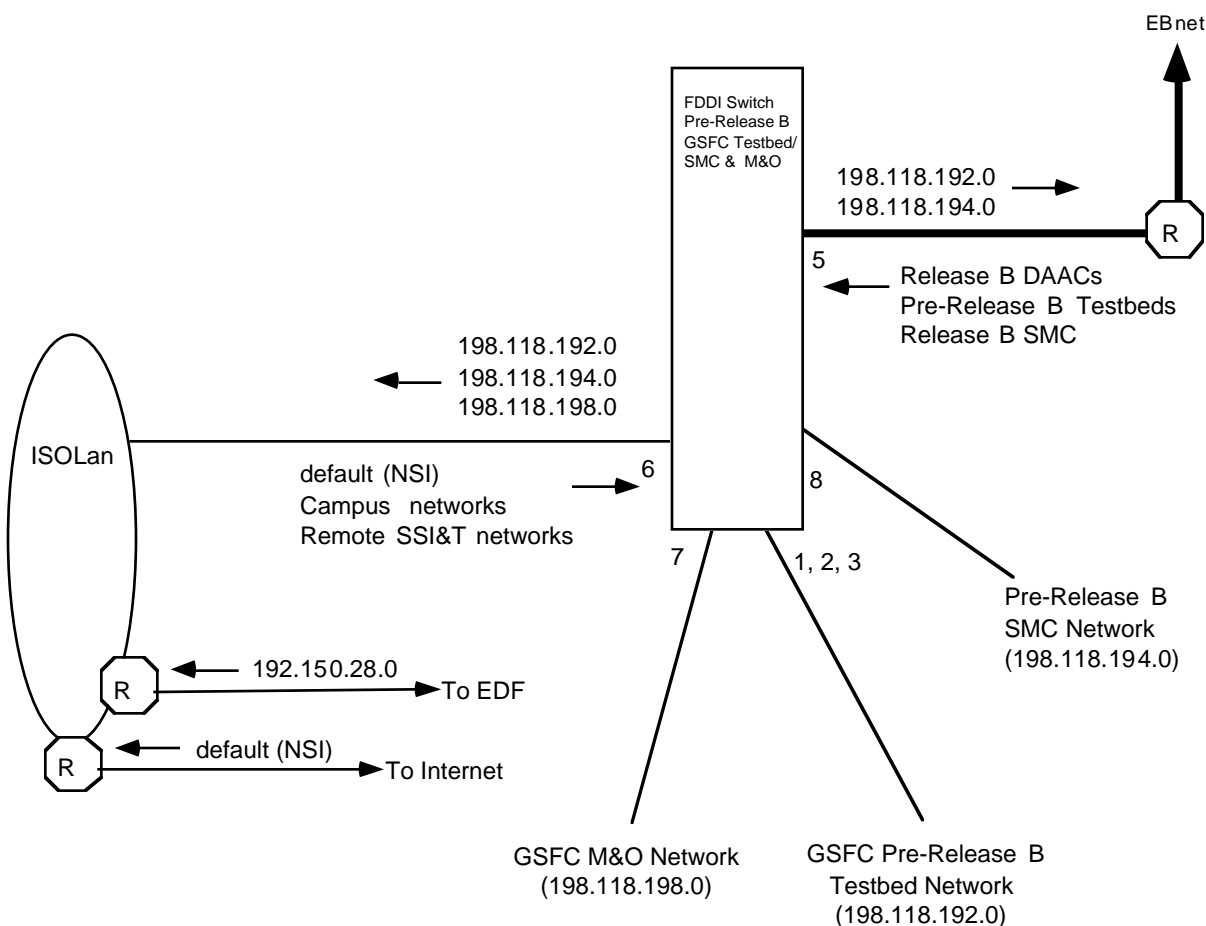 EBnet
FDDI Switch
Pre-Release B
GSFC Testbed/
SMC & M&O
198.118.192.0
198.118.194.0
R
5
Release B DAACs
Pre-Release B Testbeds
Release B SMC
198.118.192.0
198.118.194.0
198.118.198.0
ISOLan
6
default (NSI)
Campus networks
Remote SSI&T networks
8
7
1, 2, 3
Pre-Release B
SMC Network
(198.118.194.0)
192.150.28.0
R
To EDF
default (NSI)
R
To Internet
GSFC M&O Network
(198.118.198.0)
GSFC Pre-Release B
Testbed Network
(198.118.192.0)